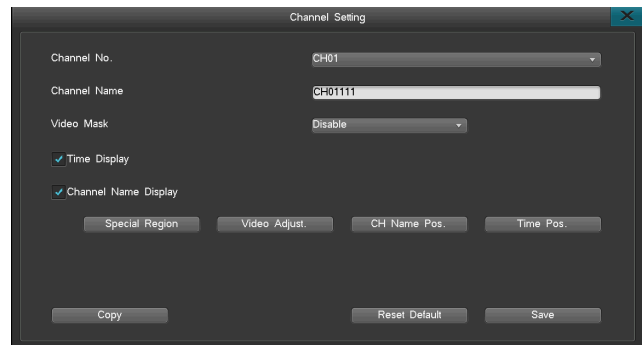 Channel Setting
Channel No. CH01
Channel Name CH01111
Video Mask Disable
Time Display
Channel Name Display
Special Region Video Adjust. CH Name Pos. Time Pos.
Copy Reset Default Save